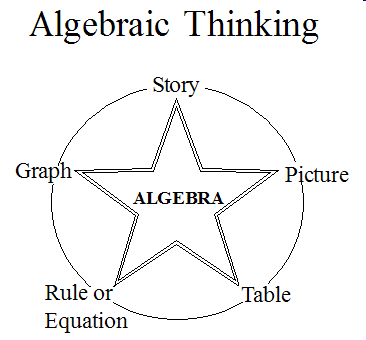 Algebraic Thinking
Story
Graph
Picture
ALGEBRA
Rule or
Equation
Table